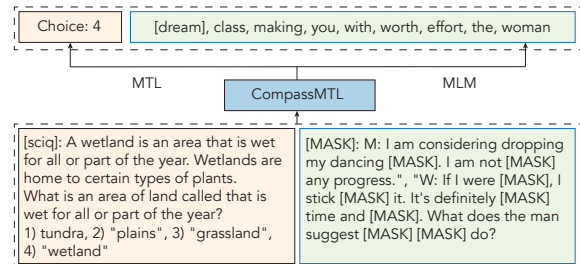 Choice: 4
[dream], class, making, you, with, worth, effort, the, woman
MTL
MLM
CompassMTL
[sciq]: A wetland is an area that is wet
for all or part of the year. Wetlands are
home to certain types of plants.
What is an area of land called that is
wet for all or part of the year?
1) tundra, 2) "plains", 3) "grassland",
4) "wetland"
[MASK]: M: I am considering dropping
my dancing [MASK]. I am not [MASK]
any progress.", "W: If I were [MASK], I
stick [MASK] it. It's definitely [MASK]
time and [MASK]. What does the man
suggest [MASK] [MASK] do?